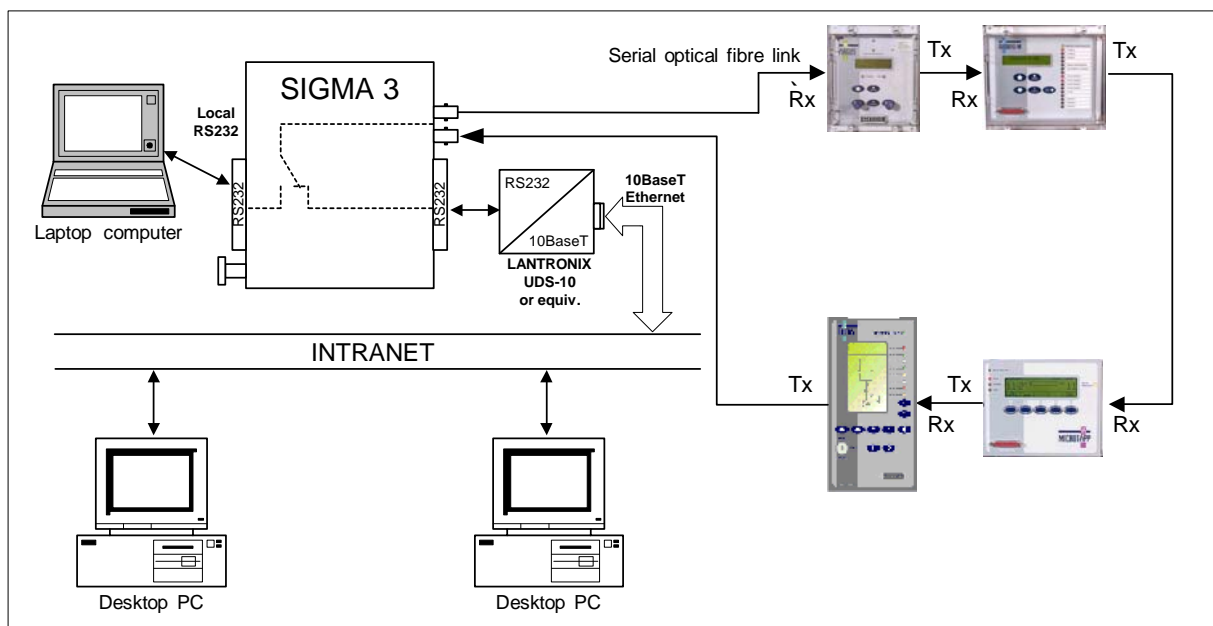 SIGMA 3
Local
RS232
RS232
RS232
Laptop computer
Serial optical fibre link
Rx
Tx
Rx
Tx
RS232
10BaseT
10BaseT
Ethernet
LANTRONIX
UDS-10
or equiv.
INTRANET
Tx
Tx
Rx
Rx
MICROTAPP
Desktop PC
Desktop PC